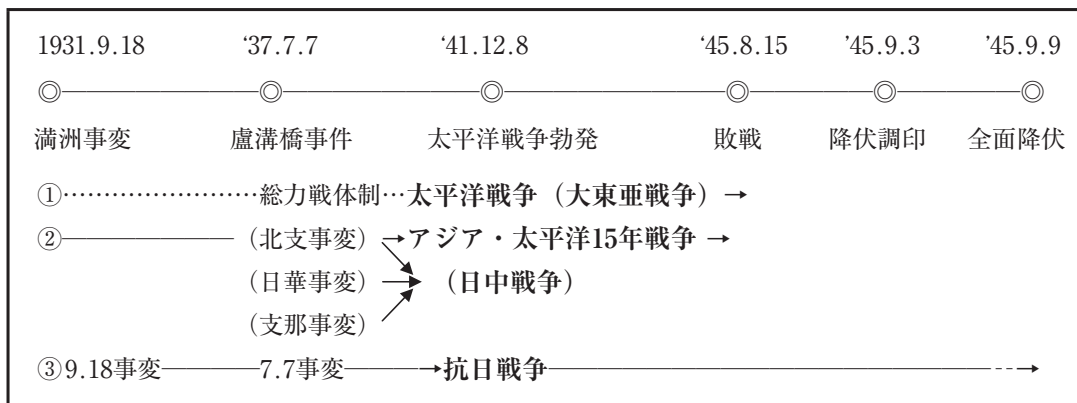 1931.9.18 '37.7.7 '41.12.8 '45.8.15 '45.9.3 '45.9.9
◎―――◎―――◎―――◎―――◎―――◎
満洲事変 盧溝橋事件 太平洋戦争勃発 敗戦 降伏調印 全面降伏
①……………………総力戦体制…太平洋戦争（大東亜戦争）→
②――――――（北支事変）→アジア・太平洋15年戦争 →
（日華事変）→（日中戦争）
（支那事変）
③9.18事変―――7.7事変―――→抗日戦争――――――――――――---→